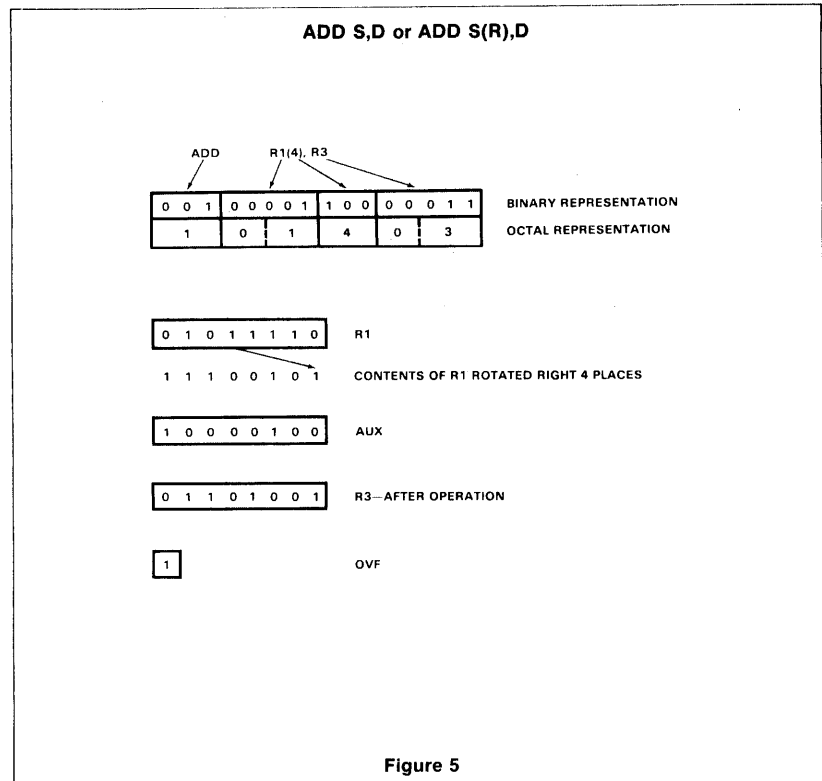 ADD S,D or ADD S(R),D
ADD R1(4), R3
0 0 1 0 0 0 0 1 1 0 0 0 0 0 1 1 BINARY REPRESENTATION
1 0 1 4 0 3 OCTAL REPRESENTATION
0 1 0 1 1 1 1 0 R1
1 1 1 0 0 1 0 1 CONTENTS OF R1 ROTATED RIGHT 4 PLACES
1 0 0 0 0 1 0 0 AUX
0 1 1 0 1 0 0 1 R3—AFTER OPERATION
1 OVF
Figure 5